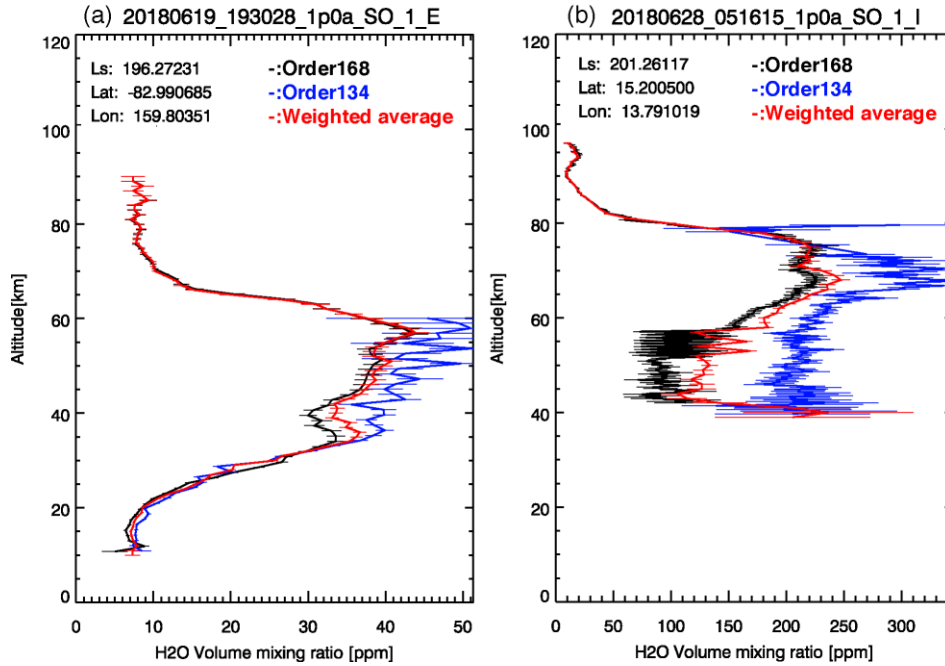 (a) 20180619_193028_1p0a_SO_1_E
120
100
80
60
40
20
0
Altitude[km]
Ls: 196.27231
Lat: -82.990685
Lon: 159.80351
-:Order168
-:Order134
-:Weighted average
0 10 20 30 40 50
H2O Volume mixing ratio [ppm]
(b) 20180628_051615_1p0a_SO_1_I
120
100
80
60
40
20
0
Altitude[km]
Ls: 201.26117
Lat: 15.200500
Lon: 13.791019
-:Order168
-:Order134
-:Weighted average
0 50 100 150 200 250 300
H2O Volume mixing ratio [ppm]